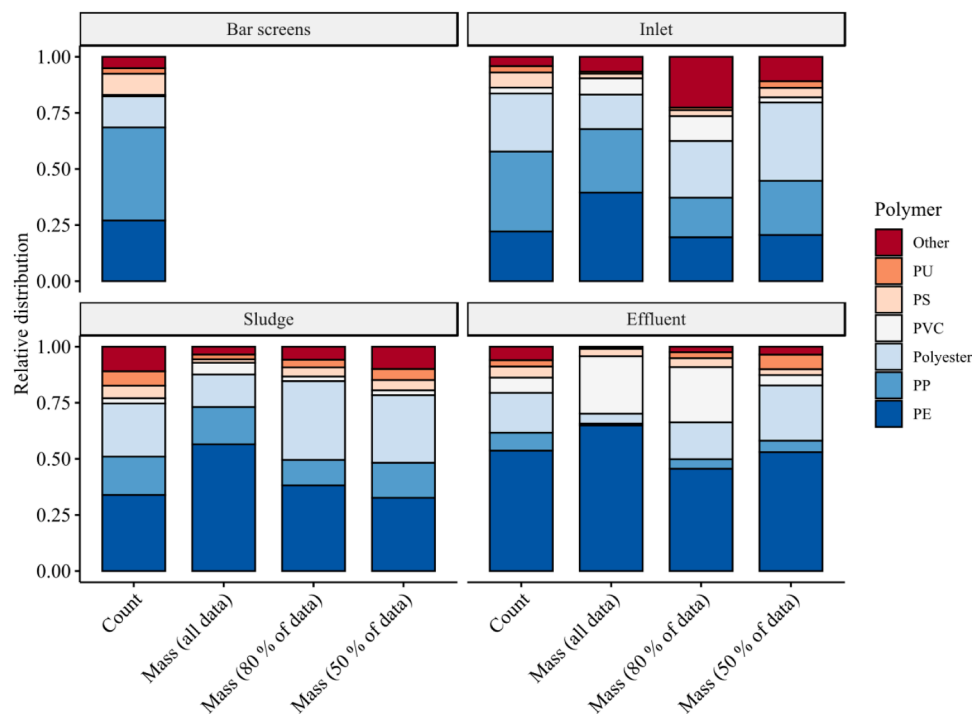 Bar screens
Inlet
1.00
0.75
0.50
0.25
0.00
Relative distribution
Sludge
Effluent
1.00
0.75
0.50
0.25
0.00
Count
Mass (all data)
Mass (80 % of data)
Mass (50 % of data)
Count
Mass (all data)
Mass (80 % of data)
Mass (50 % of data)
Polymer
Other
PU
PS
PVC
Polyester
PP
PE